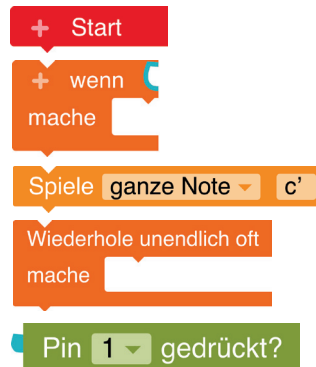 + Start
+ wenn
mache
Spiele ganze Note c'
Wiederhole unendlich oft
mache
Pin 1 gedrückt?